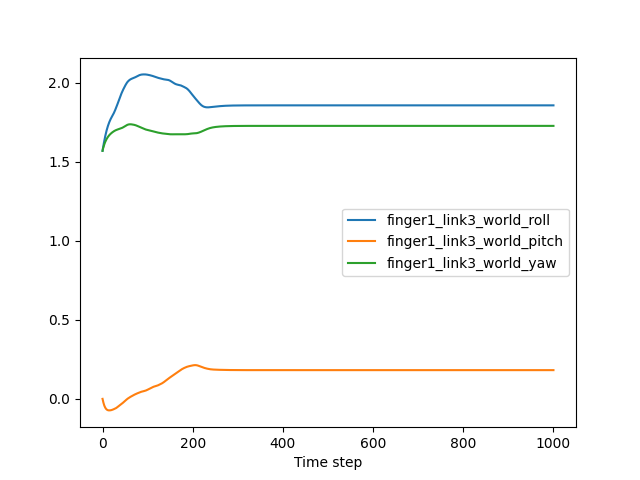 2.0
1.5
1.0
0.5
0.0
finger1_link3_world_roll
finger1_link3_world_pitch
finger1_link3_world_yaw
0 200 400 600 800 1000
Time step